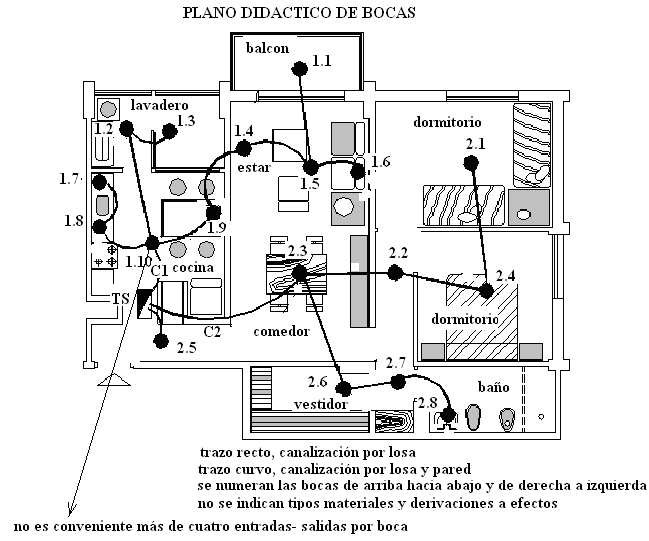 PLANO DIDACTICO DE BOCAS
balcon
1.1
lavadero
1.2
1.3
1.4
estar
1.5
1.6
dormitorio
2.1
1.7
1.8
1.9
1.10
C1
cocina
2.3
2.2
2.4
TS
C2
comedor
dormitorio
2.5
2.6
2.7
vestidor
2.8
baño
trazo recto, canalización por losa
trazo curvo, canalización por losa y pared
se numeran las bocas de arriba hacia abajo y de derecha a izquierda
no se indican tipos materiales y derivaciones a efectos
no es conveniente más de cuatro entradas- salidas por boca